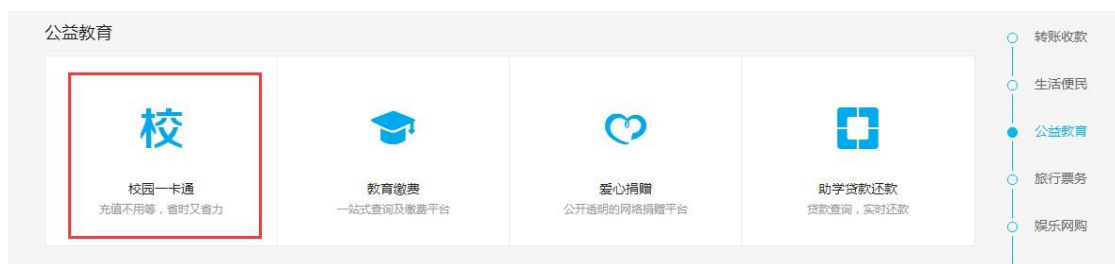 公益教育
校
校园一卡通
充值不用等，省时又省力
教育缴费
一站式查询及缴费平台
爱心捐赠
公开透明的网络捐赠平台
助学贷款还款
贷款查询，实时还款
转账收款
生活便民
公益教育
旅行票务
娱乐网购